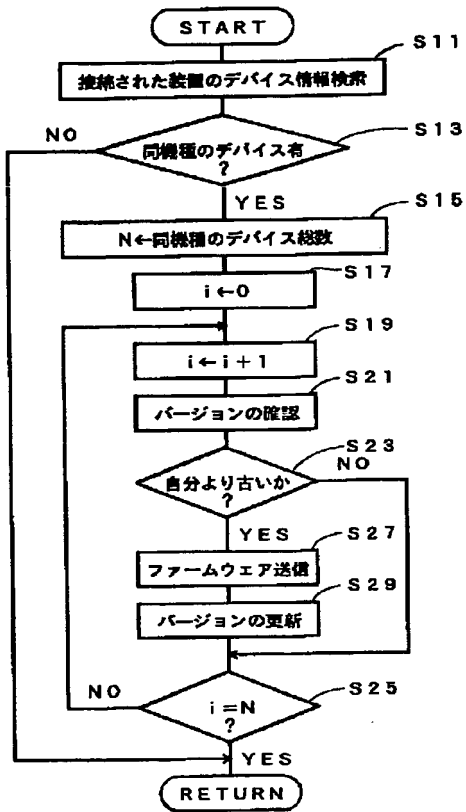 START
S11
接続された装置のデバイス情報検索
NO
S13
同機種のデバイス有
?
YES
S15
N←同機種のデバイス総数
S17
i←0
S19
i←i+1
S21
バージョンの確認
S23
自分より古いか
?
NO
YES
S27
ファームウェア送信
S29
バージョンの更新
NO
S25
i=N
?
YES
RETURN